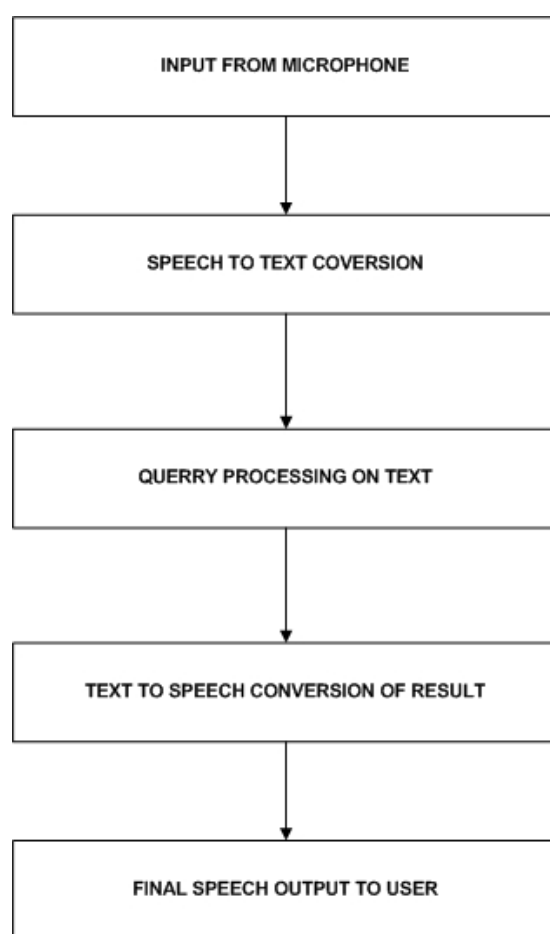 INPUT FROM MICROPHONE
SPEECH TO TEXT COVERSION
QUERRY PROCESSING ON TEXT
TEXT TO SPEECH CONVERSION OF RESULT
FINAL SPEECH OUTPUT TO USER